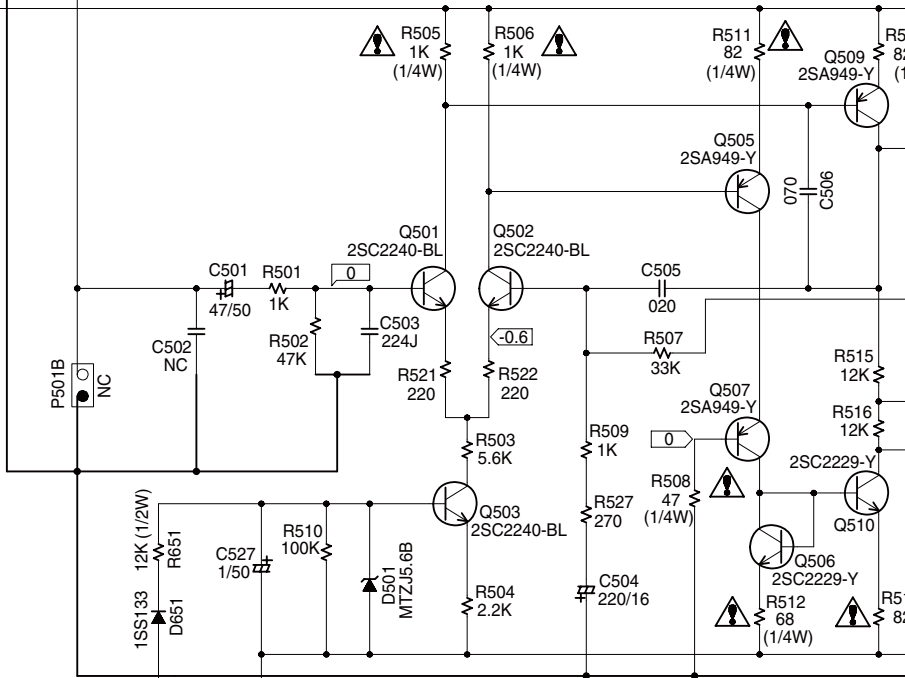 R505
1K
(1/4W)
R506
1K
(1/4W)
R511
82
(1/4W)
Q509
2SA949-Y
Q505
2SA949-Y
070
C506
Q501
2SC2240-BL
Q502
2SC2240-BL
C501
47/50
R501
1K
0
C505
020
R502
47K
C503
224J
C502
NC
-0.6
R507
33K
P501B
NC
R521
220
R522
220
R515
12K
Q507
2SA949-Y
R516
12K
R503
5.6K
R509
1K
0
2SC2229-Y
Q510
R508
47
(1/4W)
Q503
2SC2240-BL
R527
270
12K (1/2W)
R651
R510
100K
C527
1/50
D501
MTZJ5.6B
Q506
2SC2229-Y
1SS133
D651
R504
2.2K
C504
220/16
R512
68
(1/4W)